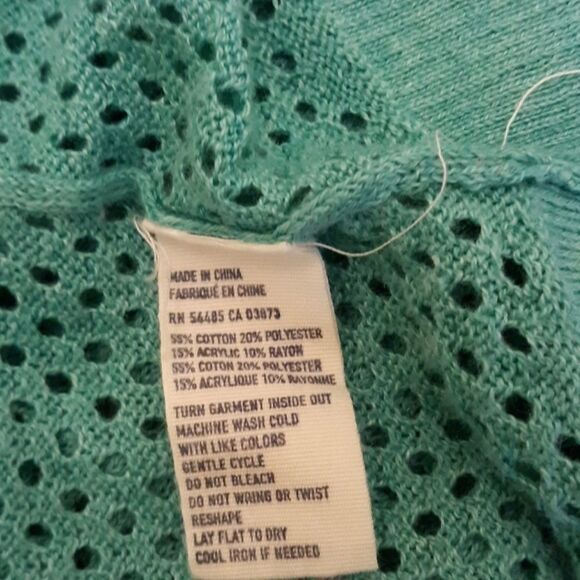 MADE IN CHINA
FABRIQUÉ EN CHINE
RN 56485 CA 03873
55% COTTON 20% POLYESTER
15% ACRYLIC 10% RAYON
55% COTON 20% POLYESTER
15% ACRYLIQUE 10% RAYONNE
TURN GARMENT INSIDE OUT
MACHINE WASH COLD
WITH LIKE COLORS
GENTLE CYCLE
DO NOT BLEACH
DO NOT WRING OR TWIST
RESHAPE
LAY FLAT TO DRY
COOL IRON IF NEEDED